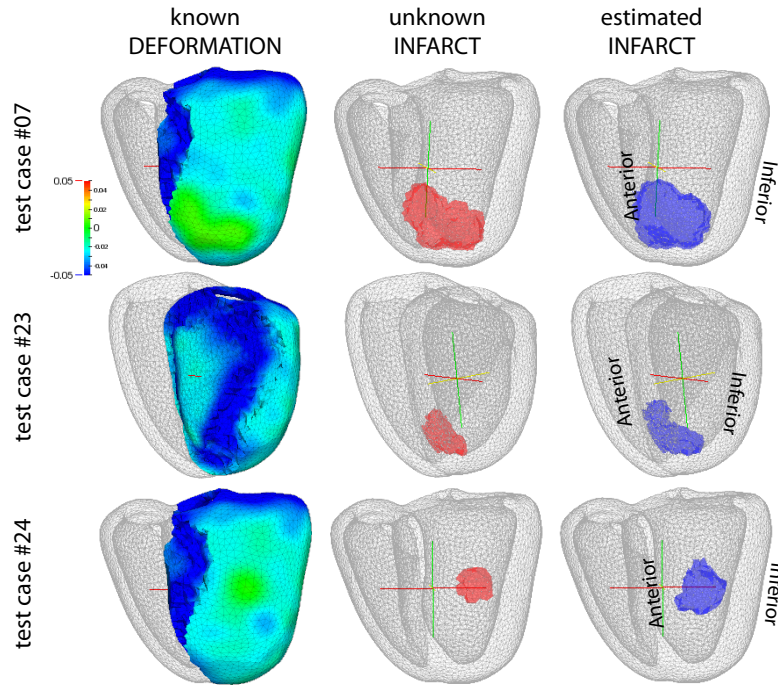 known
DEFORMATION
unknown
INFARCT
estimated
INFARCT
test case #07
0.05
0.04
0.02
0
0.02
0.04
-0.05
Anterior
Inferior
test case #23
Anterior
Inferior
test case #24
Anterior
Inferior